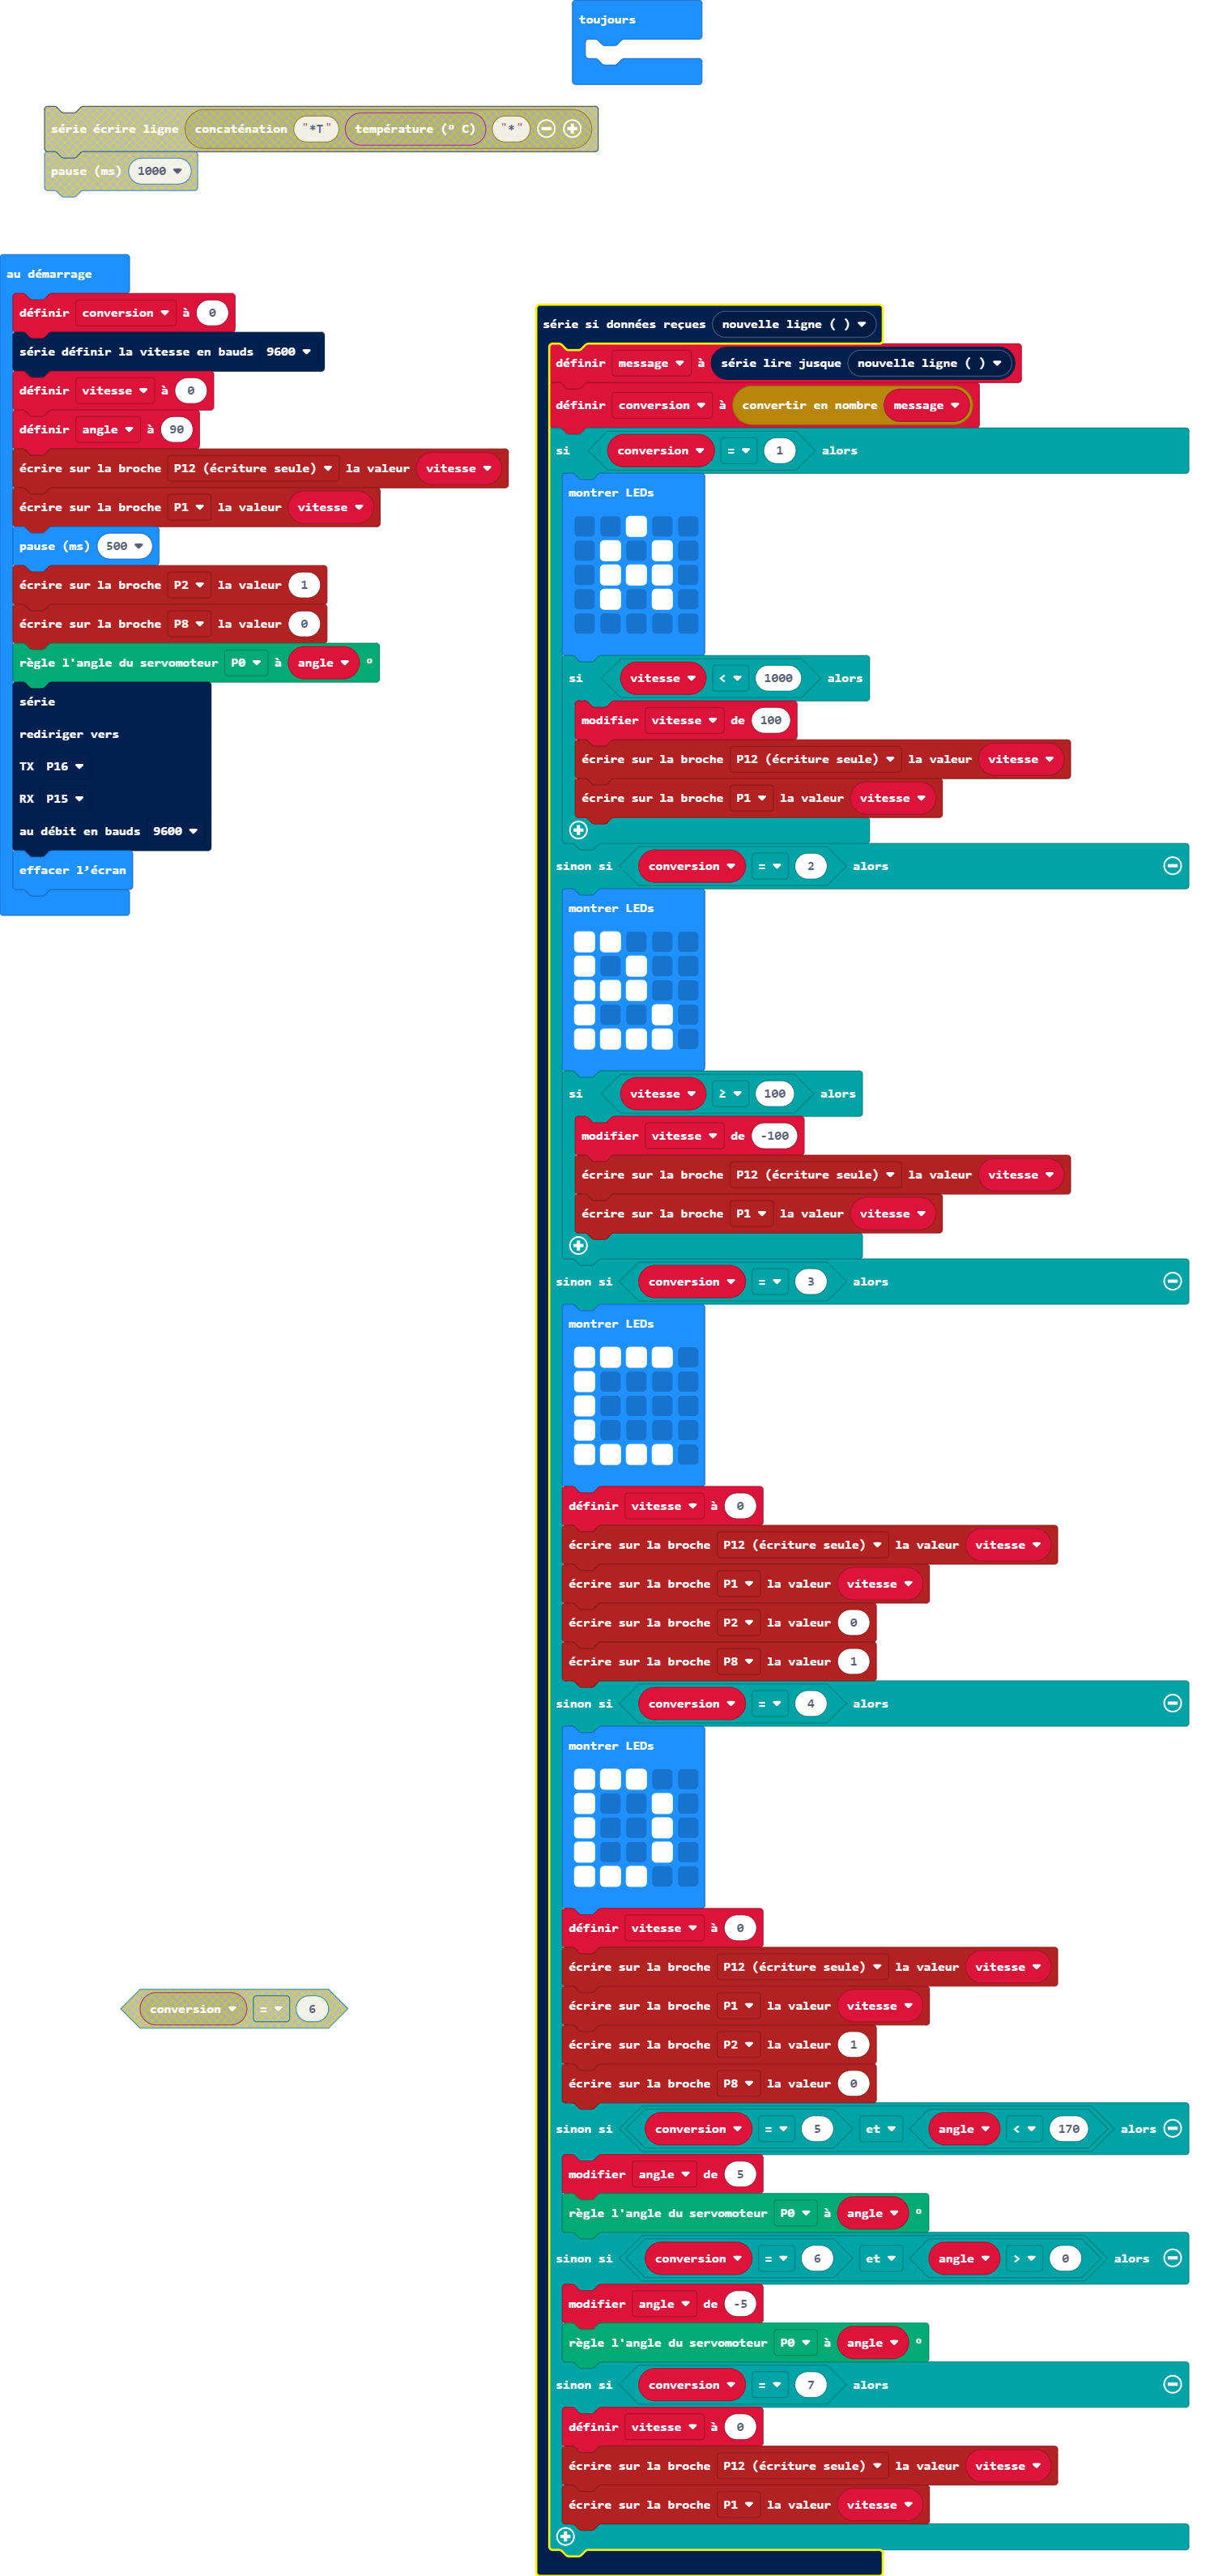 toujours
série écrire ligne concaténation "*T" température (º C) "*"
pause (ms) 1000
au démarrage
définir conversion à 0
série définir la vitesse en bauds 9600
définir vitesse à 0
définir angle à 90
écrire sur la broche P12 (écriture seule) la valeur vitesse
écrire sur la broche P1 la valeur vitesse
pause (ms) 500
écrire sur la broche P2 la valeur 1
écrire sur la broche P8 la valeur 0
règle l'angle du servomoteur P0 à angle º
série
rediriger vers
TX P16
RX P15
au débit en bauds 9600
effacer l’écran
série si données reçues nouvelle ligne ( )
définir message à série lire jusque nouvelle ligne ( )
définir conversion à convertir en nombre message
si conversion = 1 alors
montrer LEDs
si vitesse < 1000 alors
modifier vitesse de 100
écrire sur la broche P12 (écriture seule) la valeur vitesse
écrire sur la broche P1 la valeur vitesse
sinon si conversion = 2 alors
montrer LEDs
si vitesse ≥ 100 alors
modifier vitesse de -100
écrire sur la broche P12 (écriture seule) la valeur vitesse
écrire sur la broche P1 la valeur vitesse
sinon si conversion = 3 alors
montrer LEDs
définir vitesse à 0
écrire sur la broche P12 (écriture seule) la valeur vitesse
écrire sur la broche P1 la valeur vitesse
écrire sur la broche P2 la valeur 0
écrire sur la broche P8 la valeur 1
sinon si conversion = 4 alors
montrer LEDs
définir vitesse à 0
écrire sur la broche P12 (écriture seule) la valeur vitesse
écrire sur la broche P1 la valeur vitesse
écrire sur la broche P2 la valeur 1
écrire sur la broche P8 la valeur 0
sinon si conversion = 5 et angle < 170 alors
modifier angle de 5
règle l'angle du servomoteur P0 à angle º
sinon si conversion = 6 et angle > 0 alors
modifier angle de -5
règle l'angle du servomoteur P0 à angle º
sinon si conversion = 7 alors
définir vitesse à 0
écrire sur la broche P12 (écriture seule) la valeur vitesse
écrire sur la broche P1 la valeur vitesse
conversion = 6